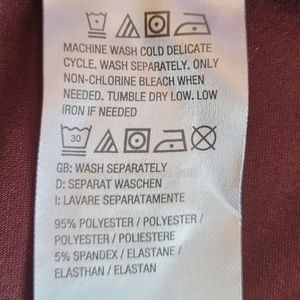 MACHINE WASH COLD DELICATE
CYCLE. WASH SEPARATELY. ONLY
NON-CHLORINE BLEACH WHEN
NEEDED. TUMBLE DRY LOW. LOW
IRON IF NEEDED
30
GB: WASH SEPARATELY
D: SEPARAT WASCHEN
I: LAVARE SEPARATAMENTE
95% POLYESTER / POLYESTER /
POLYESTER / POLIESTERE
5% SPANDEX / ELASTANE /
ELASTHAN / ELASTAN